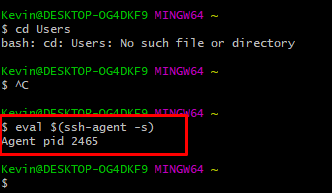 Kevin@DESKTOP-OG4DKF9 MINGW64 ~
$ cd Users
bash: cd: Users: No such file or directory
Kevin@DESKTOP-OG4DKF9 MINGW64 ~
$ ^C
Kevin@DESKTOP-OG4DKF9 MINGW64 ~
$ eval $(ssh-agent -s)
Agent pid 2465
Kevin@DESKTOP-OG4DKF9 MINGW64 ~
$